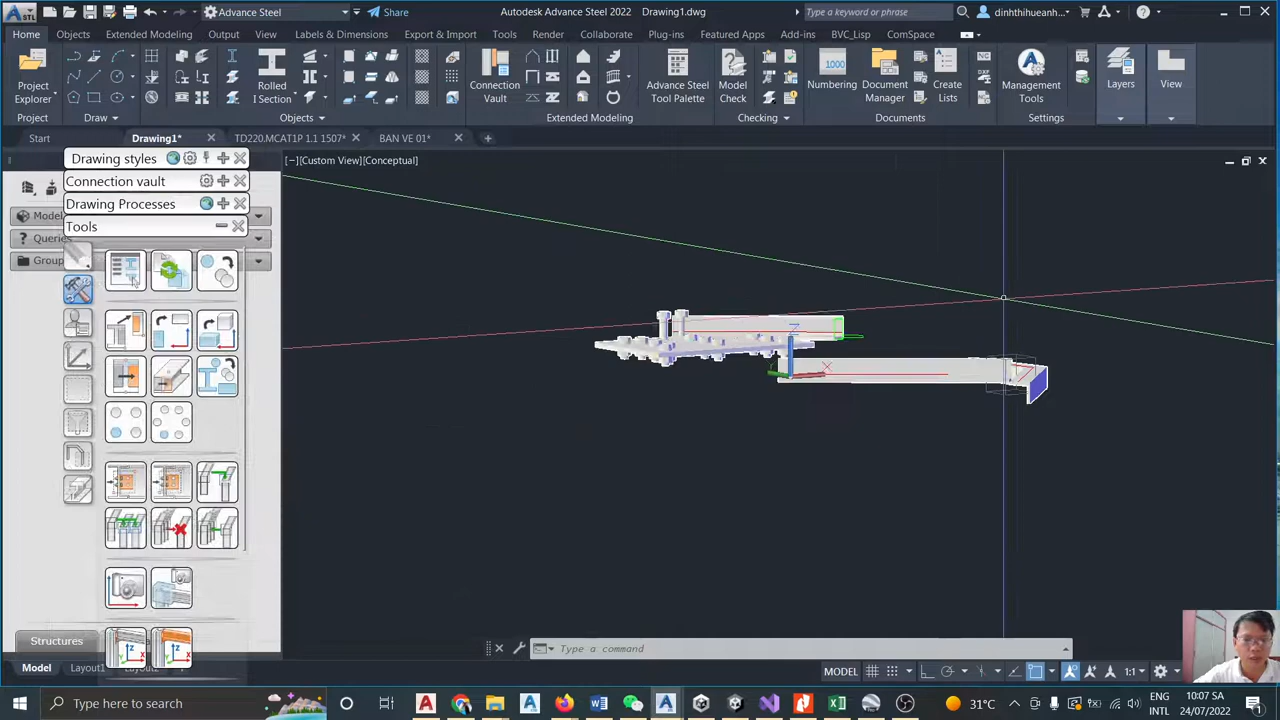 STL
Advance Steel
Share
Autodesk Advance Steel 2022
Drawing1.dwg
Type a keyword or phrase
dinhthihueanh...
Home
Objects
Extended Modeling
Output
View
Labels & Dimensions
Export & Import
Tools
Render
Collaborate
Plug-ins
Featured Apps
Add-ins
BVC_Lisp
ComSpace
Project
Explorer
Rolled
I Section
Connection
Vault
Advance Steel
Tool Palette
Model
Check
1000
Numbering
Document
Manager
Create
Lists
DXF
Management
Tools
Layers
View
Project
Draw
Objects
Extended Modeling
Checking
Documents
Settings
Start
Drawing1*
TD220.MCAT1P 1.1 1507*
BAN VE 01*
[−][Custom View][Conceptual]
Drawing styles
Connection vault
Drawing Processes
Tools
Model
Queries
Group
Z
X
Structures
Model
Layout1
Layout2
Type a command
MODEL
1:1
Type here to search
31°C
ENG
INTL
10:07 SA
24/07/2022